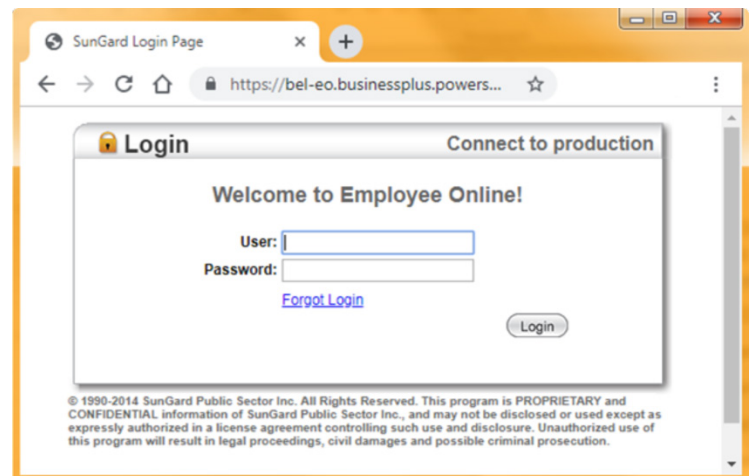 SunGard Login Page
https://bel-eo.businessplus.powers...
Login
Connect to production
Welcome to Employee Online!
User:
Password:
Forgot Login
Login
© 1990-2014 SunGard Public Sector Inc. All Rights Reserved. This program is PROPRIETARY and
CONFIDENTIAL information of SunGard Public Sector Inc., and may not be disclosed or used except as
expressly authorized in a license agreement controlling such use and disclosure. Unauthorized use of
this program will result in legal proceedings, civil damages and possible criminal prosecution.